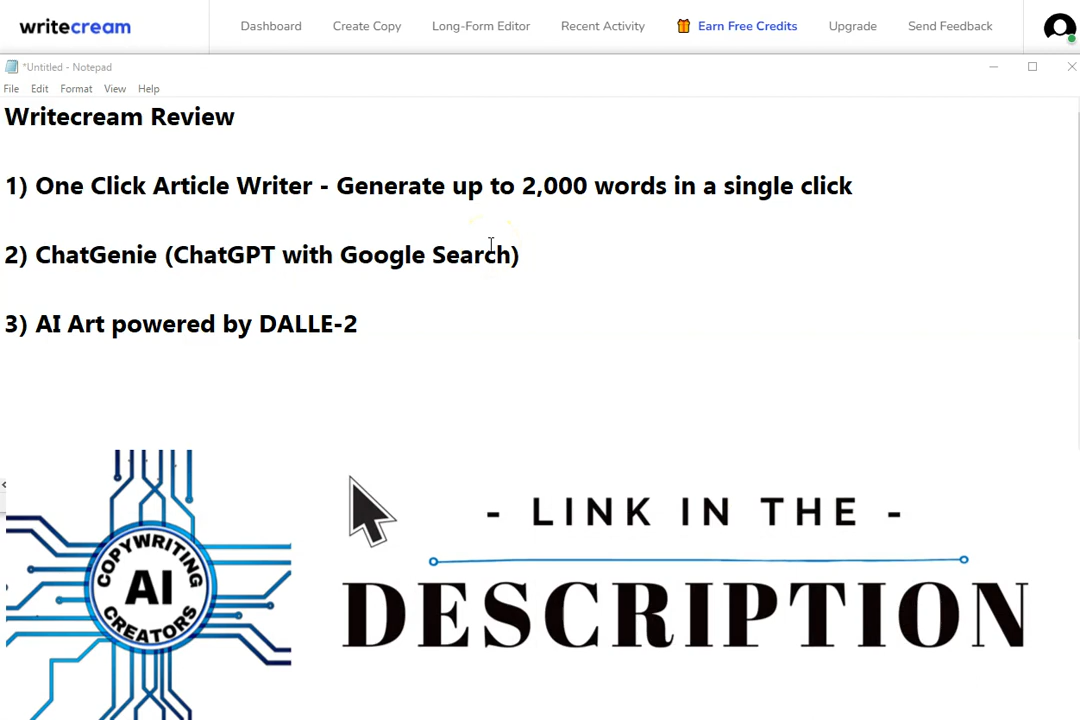 writecream Dashboard Create Copy Long-Form Editor Recent Activity Earn Free Credits Upgrade Send Feedback
*Untitled - Notepad
File Edit Format View Help
Writecream Review
1) One Click Article Writer - Generate up to 2,000 words in a single click
2) ChatGenie (ChatGPT with Google Search)
3) AI Art powered by DALLE-2
COPYWRITING
AI
CREATORS
- LINK IN THE -
DESCRIPTION